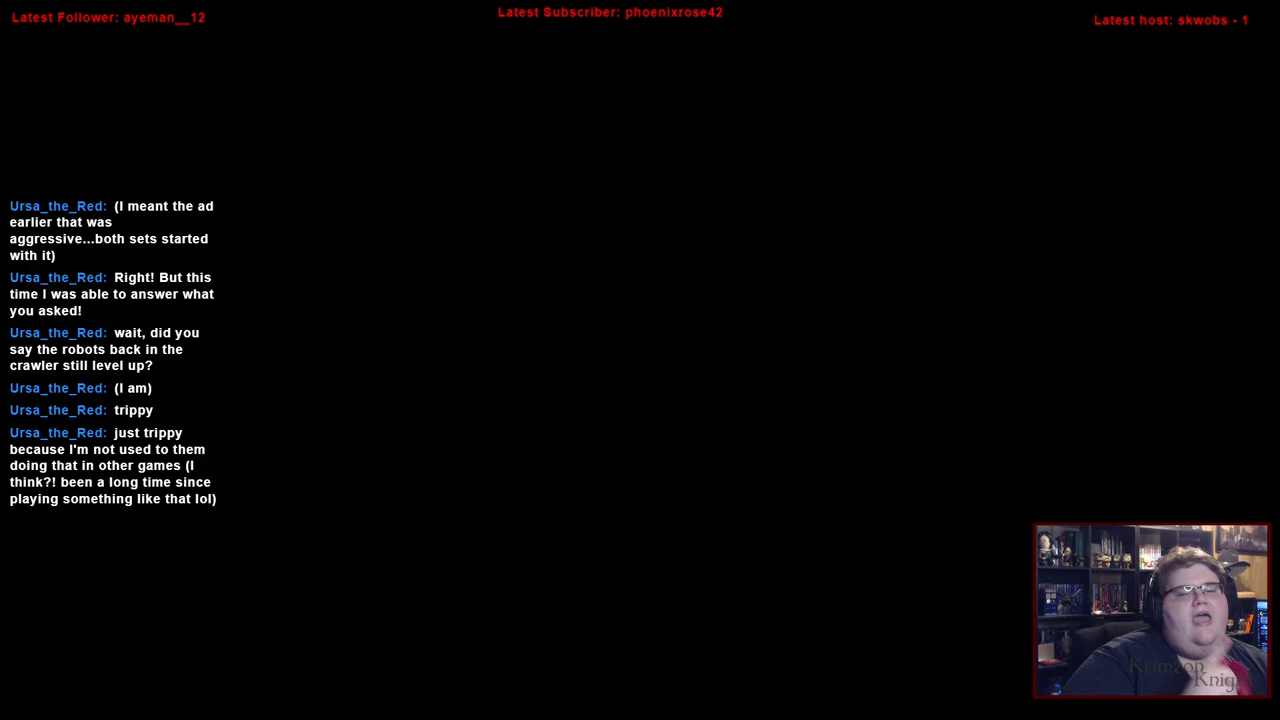 Latest Follower: ayeman__12
Latest Subscriber: phoenixrose42
Latest host: skwobs - 1
Ursa_the_Red: (I meant the ad
earlier that was
aggressive...both sets started
with it)
Ursa_the_Red: Right! But this
time I was able to answer what
you asked!
Ursa_the_Red: wait, did you
say the robots back in the
crawler still level up?
Ursa_the_Red: (I am)
Ursa_the_Red: trippy
Ursa_the_Red: just trippy
because I'm not used to them
doing that in other games (I
think?! been a long time since
playing something like that lol)
Krimzon